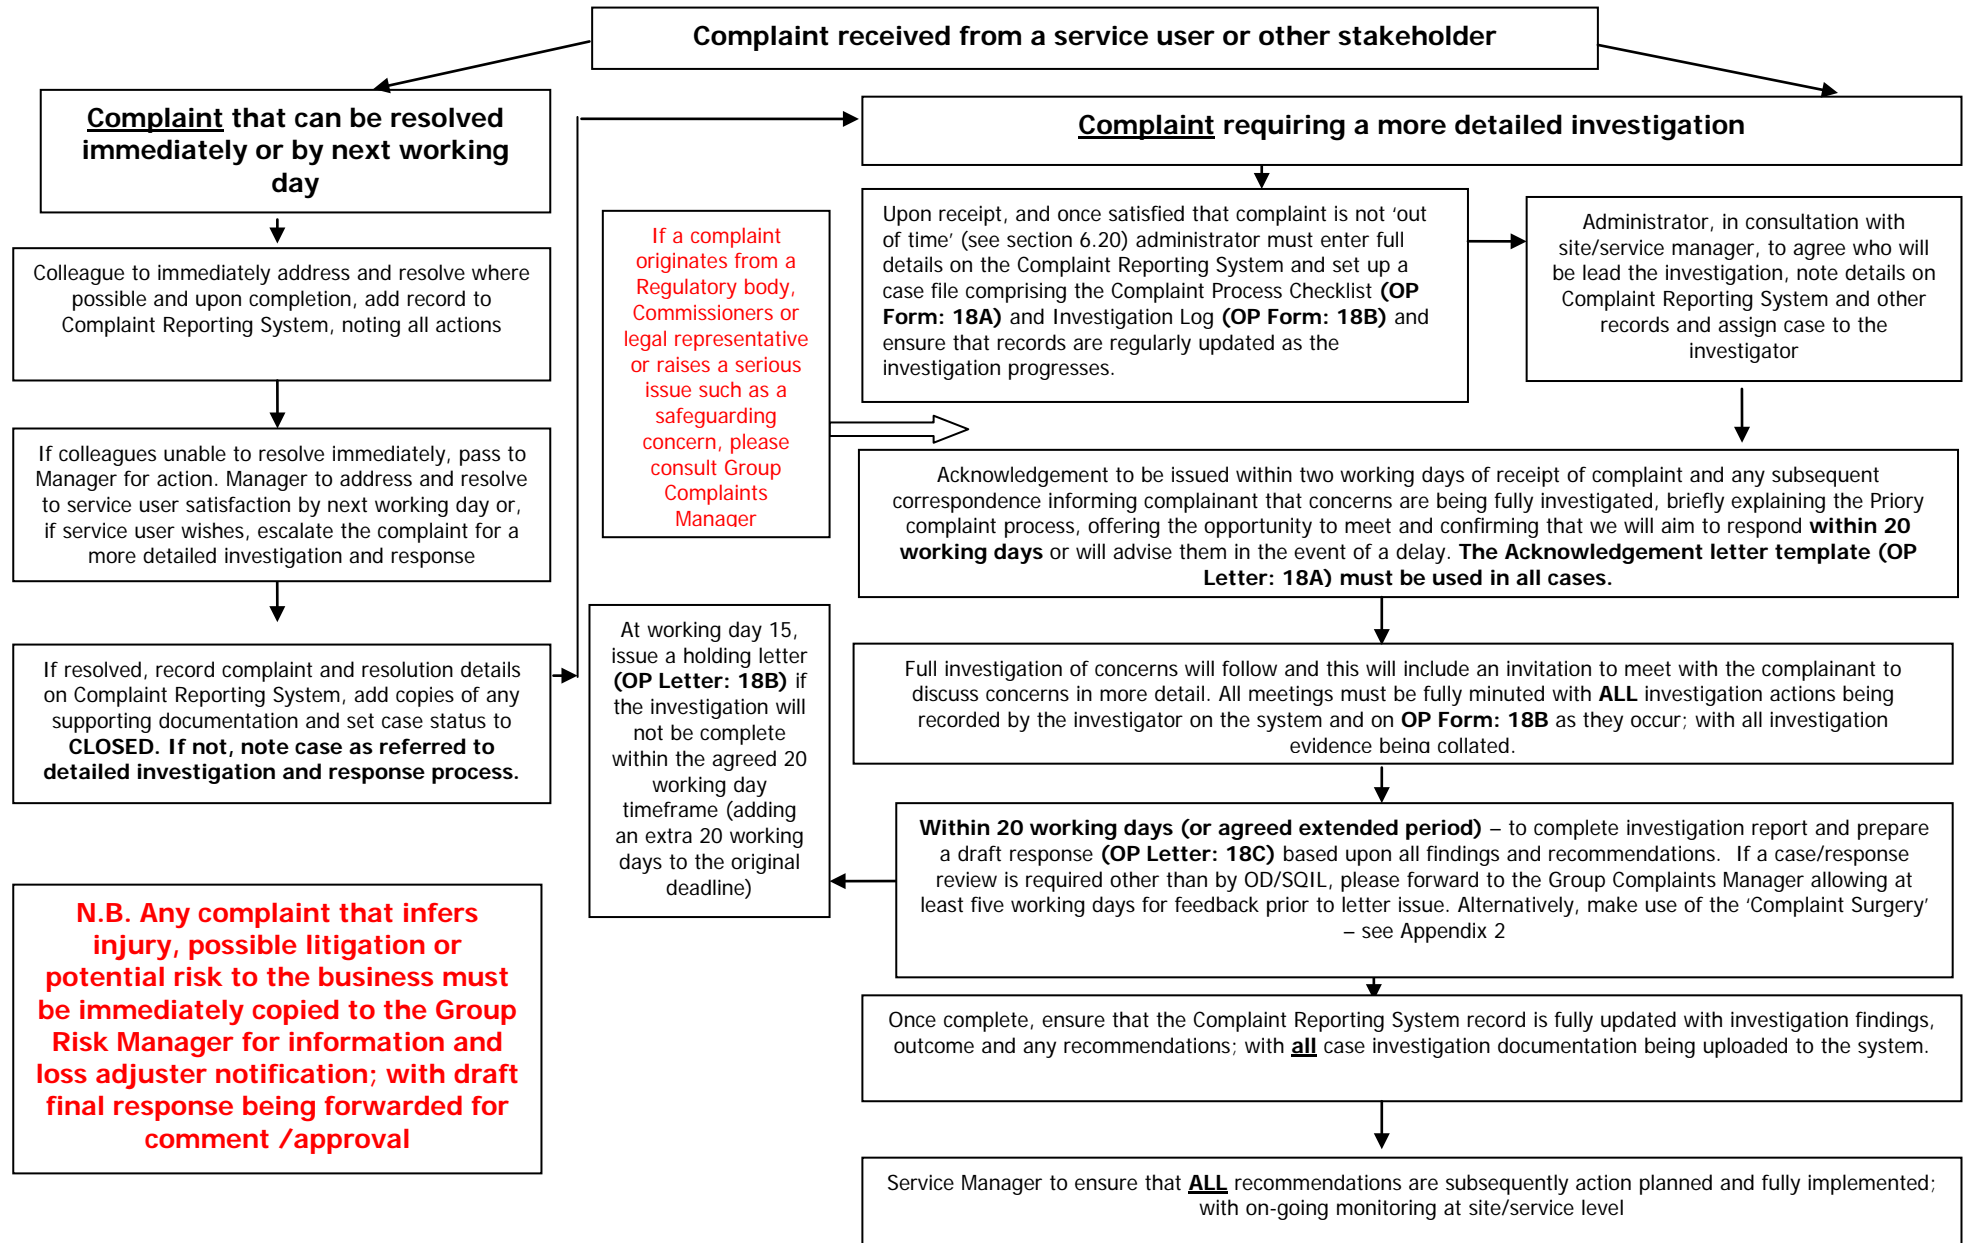 Complaint received from a service user or other stakeholder
Complaint that can be resolved
immediately or by next working
day
Colleague to immediately address and resolve where
possible and upon completion, add record to
Complaint Reporting System, noting all actions
If colleagues unable to resolve immediately, pass to
Manager for action. Manager to address and resolve
to service user satisfaction by next working day or,
if service user wishes, escalate the complaint for a
more detailed investigation and response
If resolved, record complaint and resolution details
on Complaint Reporting System, add copies of any
supporting documentation and set case status to
CLOSED. If not, note case as referred to
detailed investigation and response process.
N.B. Any complaint that infers
injury, possible litigation or
potential risk to the business must
be immediately copied to the Group
Risk Manager for information and
loss adjuster notification; with draft
final response being forwarded for
comment /approval
If a complaint
originates from a
Regulatory body,
Commissioners or
legal representative
or raises a serious
issue such as a
safeguarding
concern, please
consult Group
Complaints
Manager
At working day 15,
issue a holding letter
(OP Letter: 18B) if
the investigation will
not be complete
within the agreed 20
working day
timeframe (adding
an extra 20 working
days to the original
deadline)
Complaint requiring a more detailed investigation
Upon receipt, and once satisfied that complaint is not ‘out
of time’ (see section 6.20) administrator must enter full
details on the Complaint Reporting System and set up a
case file comprising the Complaint Process Checklist (OP
Form: 18A) and Investigation Log (OP Form: 18B) and
ensure that records are regularly updated as the
investigation progresses.
Administrator, in consultation with
site/service manager, to agree who will
be lead the investigation, note details on
Complaint Reporting System and other
records and assign case to the
investigator
Acknowledgement to be issued within two working days of receipt of complaint and any subsequent
correspondence informing complainant that concerns are being fully investigated, briefly explaining the Priory
complaint process, offering the opportunity to meet and confirming that we will aim to respond within 20
working days or will advise them in the event of a delay. The Acknowledgement letter template (OP
Letter: 18A) must be used in all cases.
Full investigation of concerns will follow and this will include an invitation to meet with the complainant to
discuss concerns in more detail. All meetings must be fully minuted with ALL investigation actions being
recorded by the investigator on the system and on OP Form: 18B as they occur; with all investigation
evidence being collated.
Within 20 working days (or agreed extended period) – to complete investigation report and prepare
a draft response (OP Letter: 18C) based upon all findings and recommendations. If a case/response
review is required other than by OD/SQIL, please forward to the Group Complaints Manager allowing at
least five working days for feedback prior to letter issue. Alternatively, make use of the ‘Complaint Surgery’
– see Appendix 2
Once complete, ensure that the Complaint Reporting System record is fully updated with investigation findings,
outcome and any recommendations; with all case investigation documentation being uploaded to the system.
Service Manager to ensure that ALL recommendations are subsequently action planned and fully implemented;
with on-going monitoring at site/service level